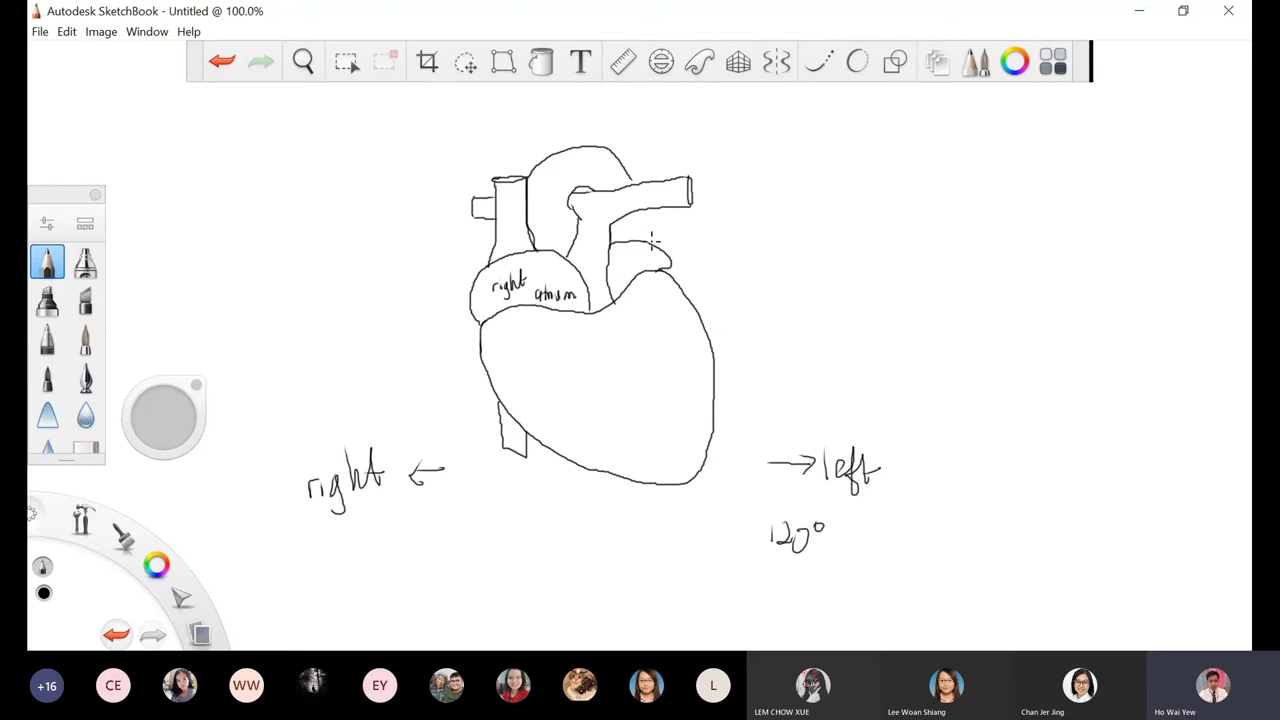 Autodesk SketchBook - Untitled @ 100.0%
File Edit Image Window Help
T
right
atrium
right ← → left
120°
+16 CE WW EY L
LEM CHOW XUE Lee Woan Shiang Chan Jer Jing Ho Wai Yew